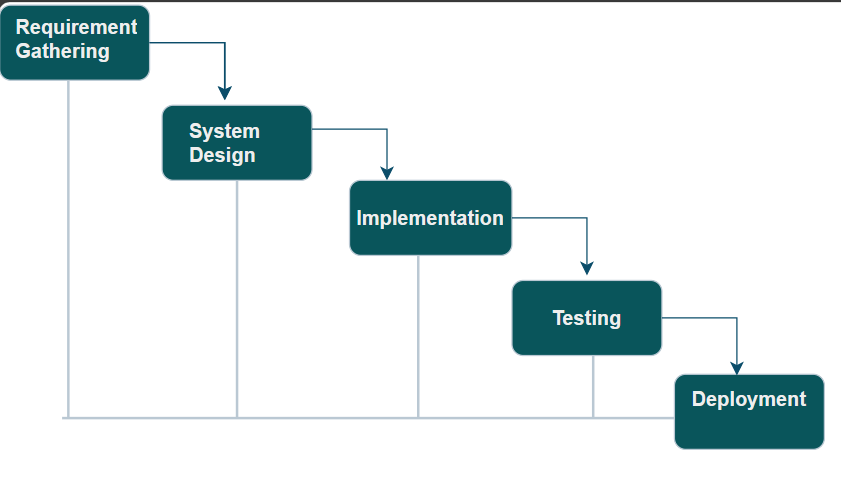 Requirement
Gathering
System
Design
Implementation
Testing
Deployment